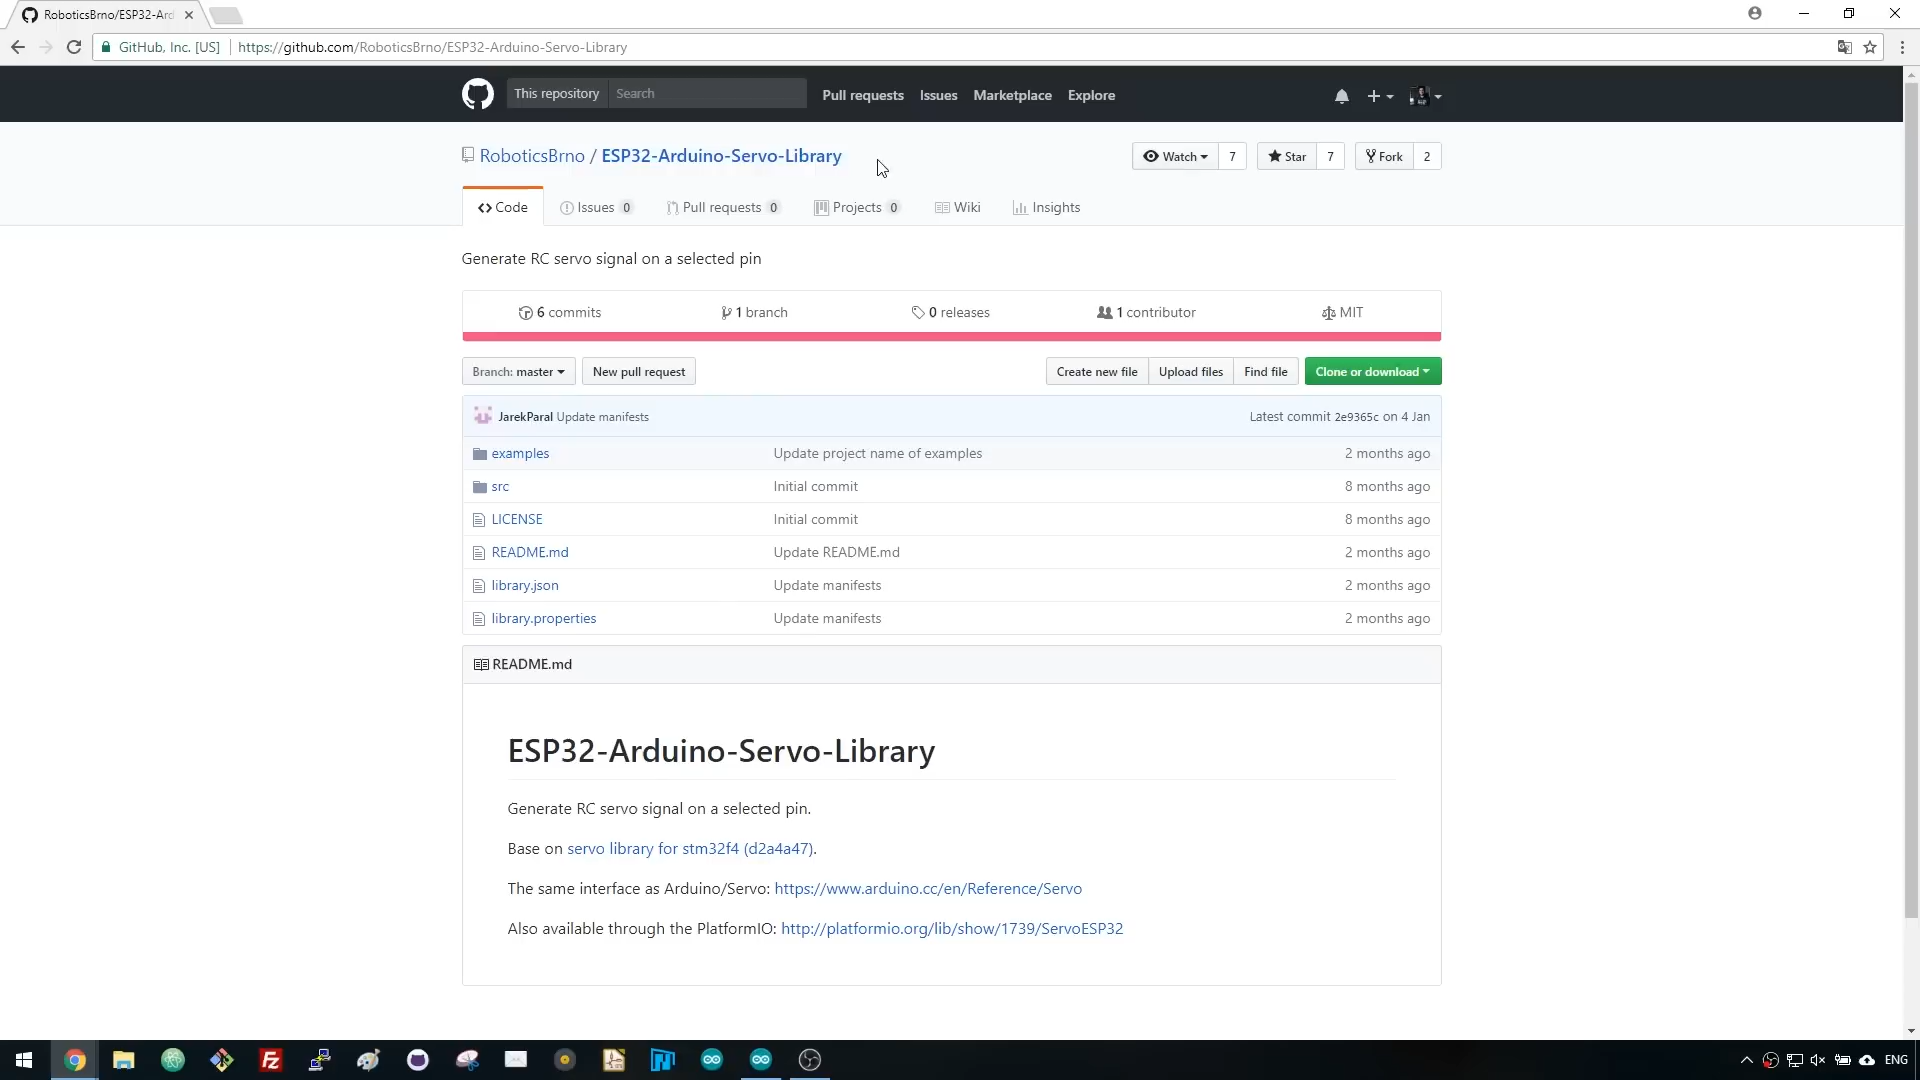 RoboticsBrno/ESP32-Ard
GitHub, Inc. [US]
https://github.com/RoboticsBrno/ESP32-Arduino-Servo-Library
This repository
Search
Pull requests
Issues
Marketplace
Explore
RoboticsBrno / ESP32-Arduino-Servo-Library
Watch 7
Star 7
Fork 2
Code
Issues 0
Pull requests 0
Projects 0
Wiki
Insights
Generate RC servo signal on a selected pin
6 commits
1 branch
0 releases
1 contributor
MIT
Branch: master
New pull request
Create new file
Upload files
Find file
Clone or download
JarekParal Update manifests
Latest commit 2e9365c on 4 Jan
examples Update project name of examples 2 months ago
src Initial commit 8 months ago
LICENSE Initial commit 8 months ago
README.md Update README.md 2 months ago
library.json Update manifests 2 months ago
library.properties Update manifests 2 months ago
README.md
ESP32-Arduino-Servo-Library
Generate RC servo signal on a selected pin.
Base on servo library for stm32f4 (d2a4a47).
The same interface as Arduino/Servo: https://www.arduino.cc/en/Reference/Servo
Also available through the PlatformIO: http://platformio.org/lib/show/1739/ServoESP32
Fz
ENG